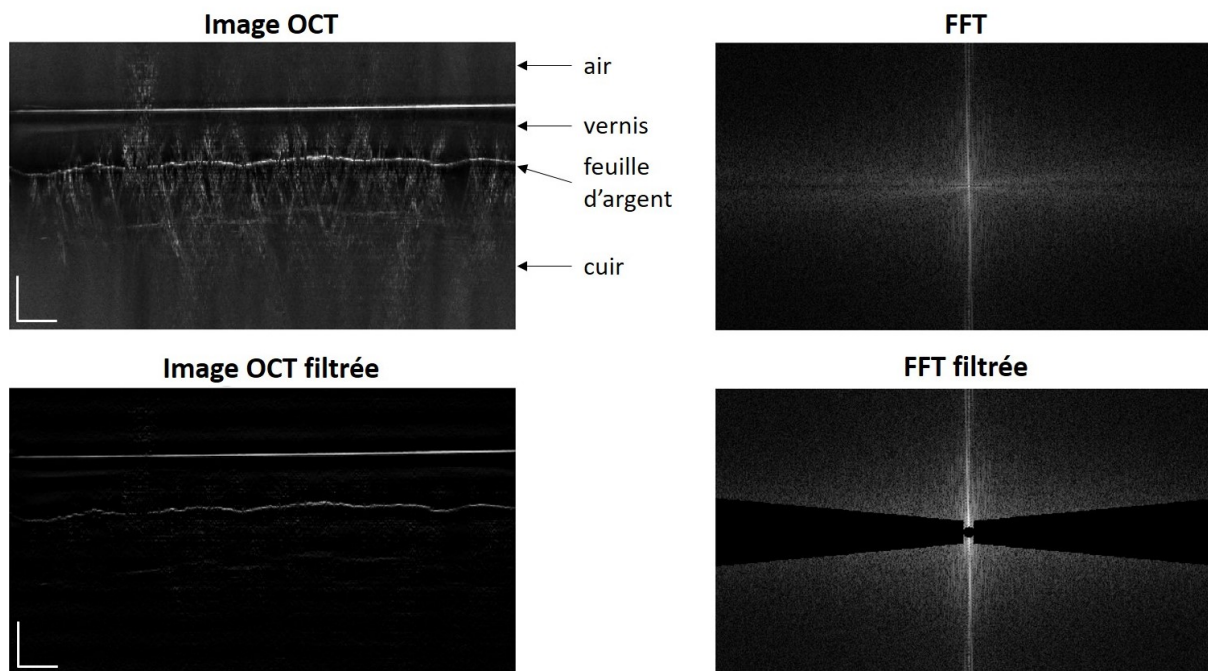 Image OCT
FFT
air
vernis
feuille
d'argent
cuir
Image OCT filtrée
FFT filtrée